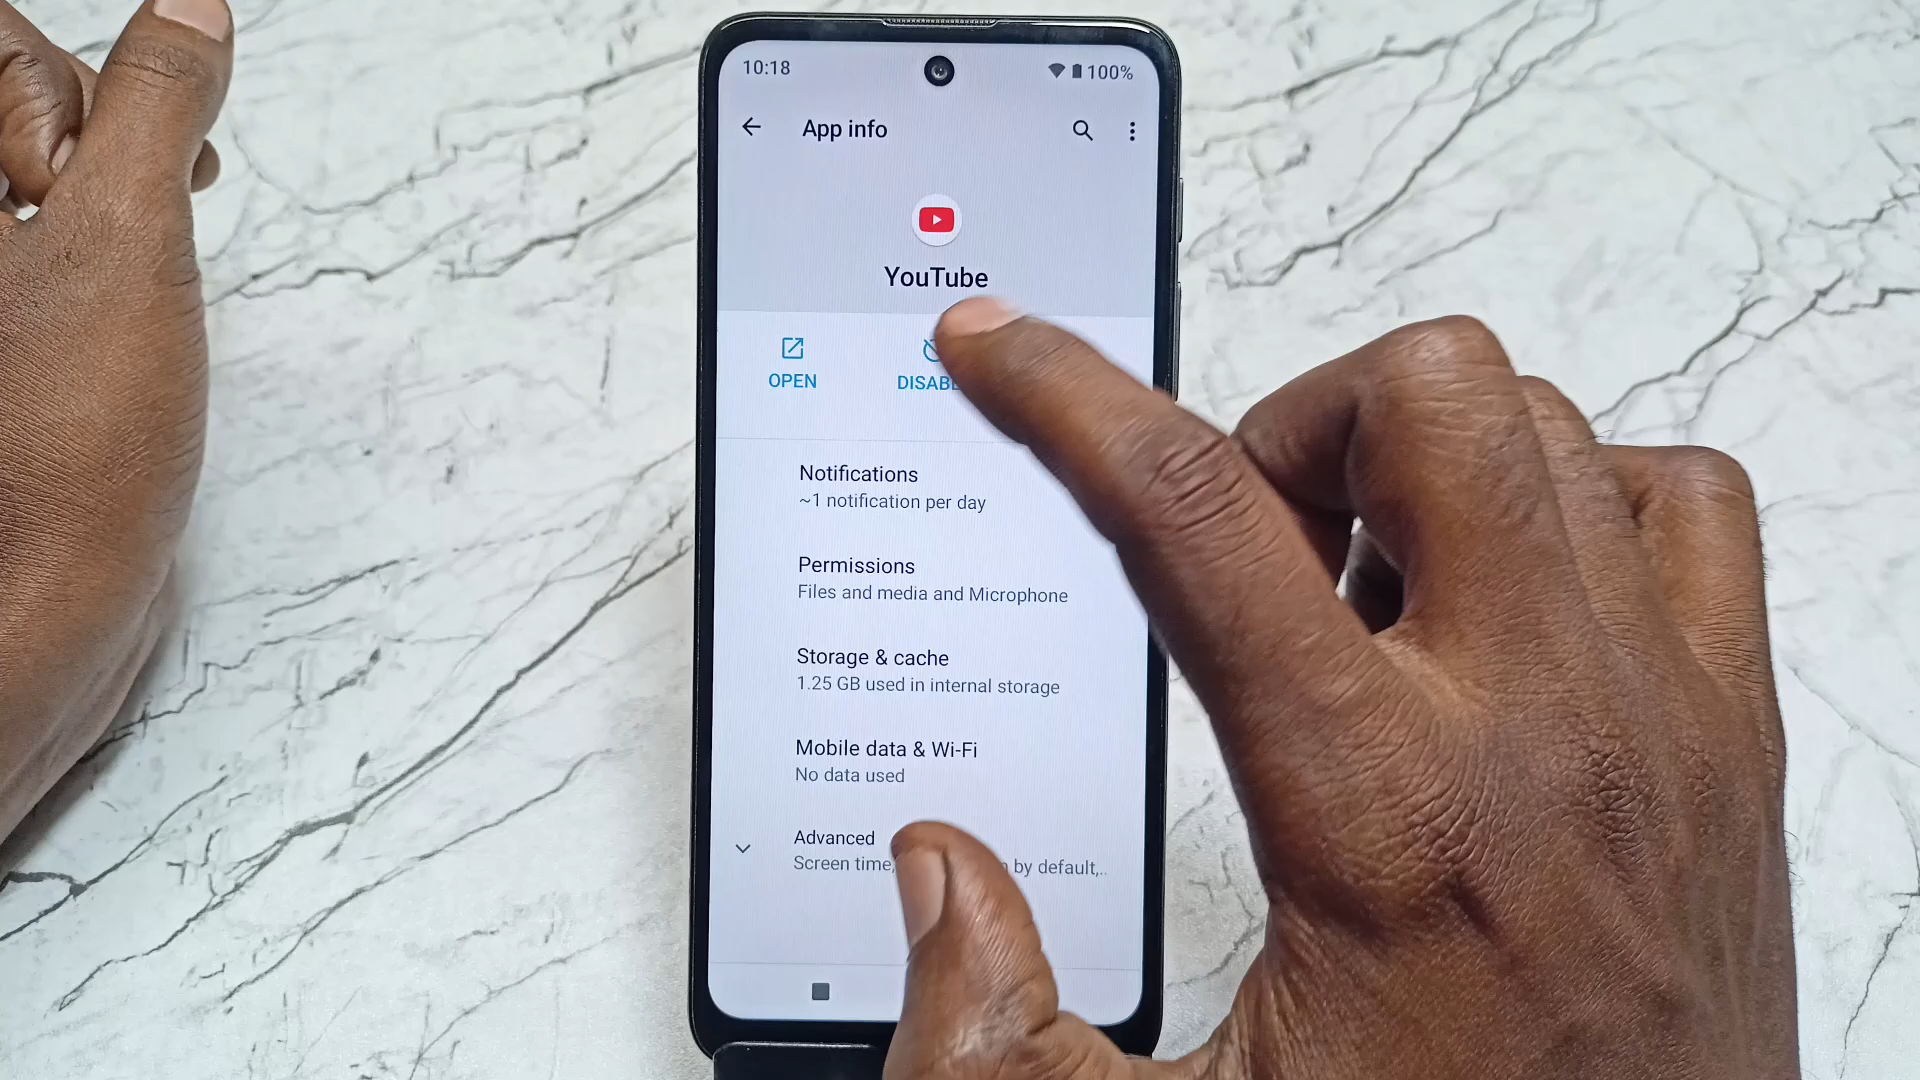 10:18 100%
App info
YouTube
OPEN
Notifications
~1 notification per day
Permissions
Files and media and Microphone
Storage & cache
1.25 GB used in internal storage
Mobile data & Wi-Fi
No data used
Advanced
Screen time, by default,..